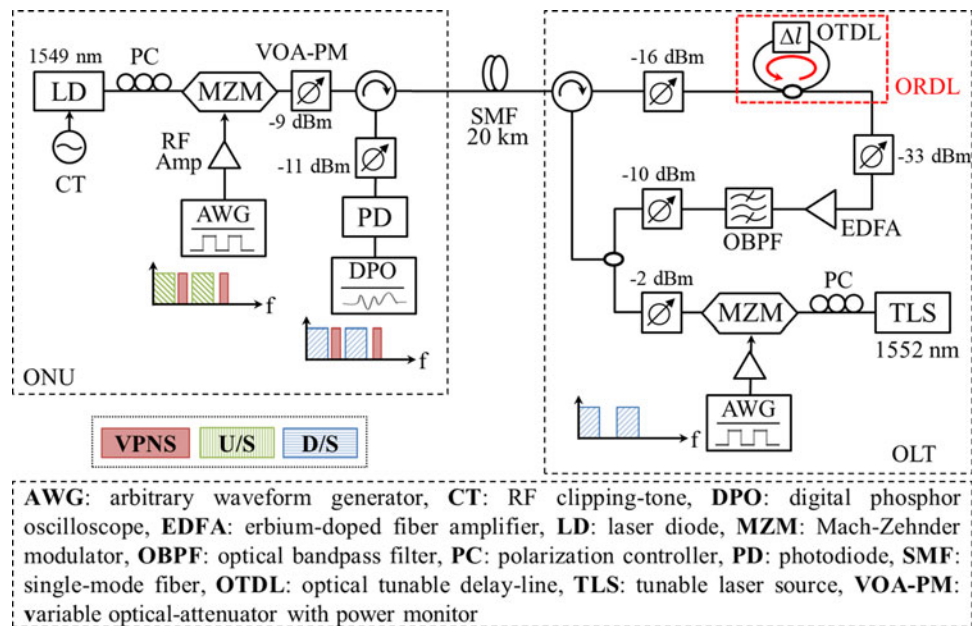 1549 nm
PC
VOA-PM
LD
MZM
-9 dBm
RF
Amp
CT
AWG
-11 dBm
PD
DPO
f
f
ONU
SMF
20 km
-16 dBm
Δl
OTDL
ORDL
-33 dBm
-10 dBm
OBPF
EDFA
-2 dBm
MZM
PC
TLS
1552 nm
AWG
f
OLT
VPNS
U/S
D/S
AWG: arbitrary waveform generator, CT: RF clipping-tone, DPO: digital phosphor
oscilloscope, EDFA: erbium-doped fiber amplifier, LD: laser diode, MZM: Mach-Zehnder
modulator, OBPF: optical bandpass filter, PC: polarization controller, PD: photodiode, SMF:
single-mode fiber, OTDL: optical tunable delay-line, TLS: tunable laser source, VOA-PM:
variable optical-attenuator with power monitor